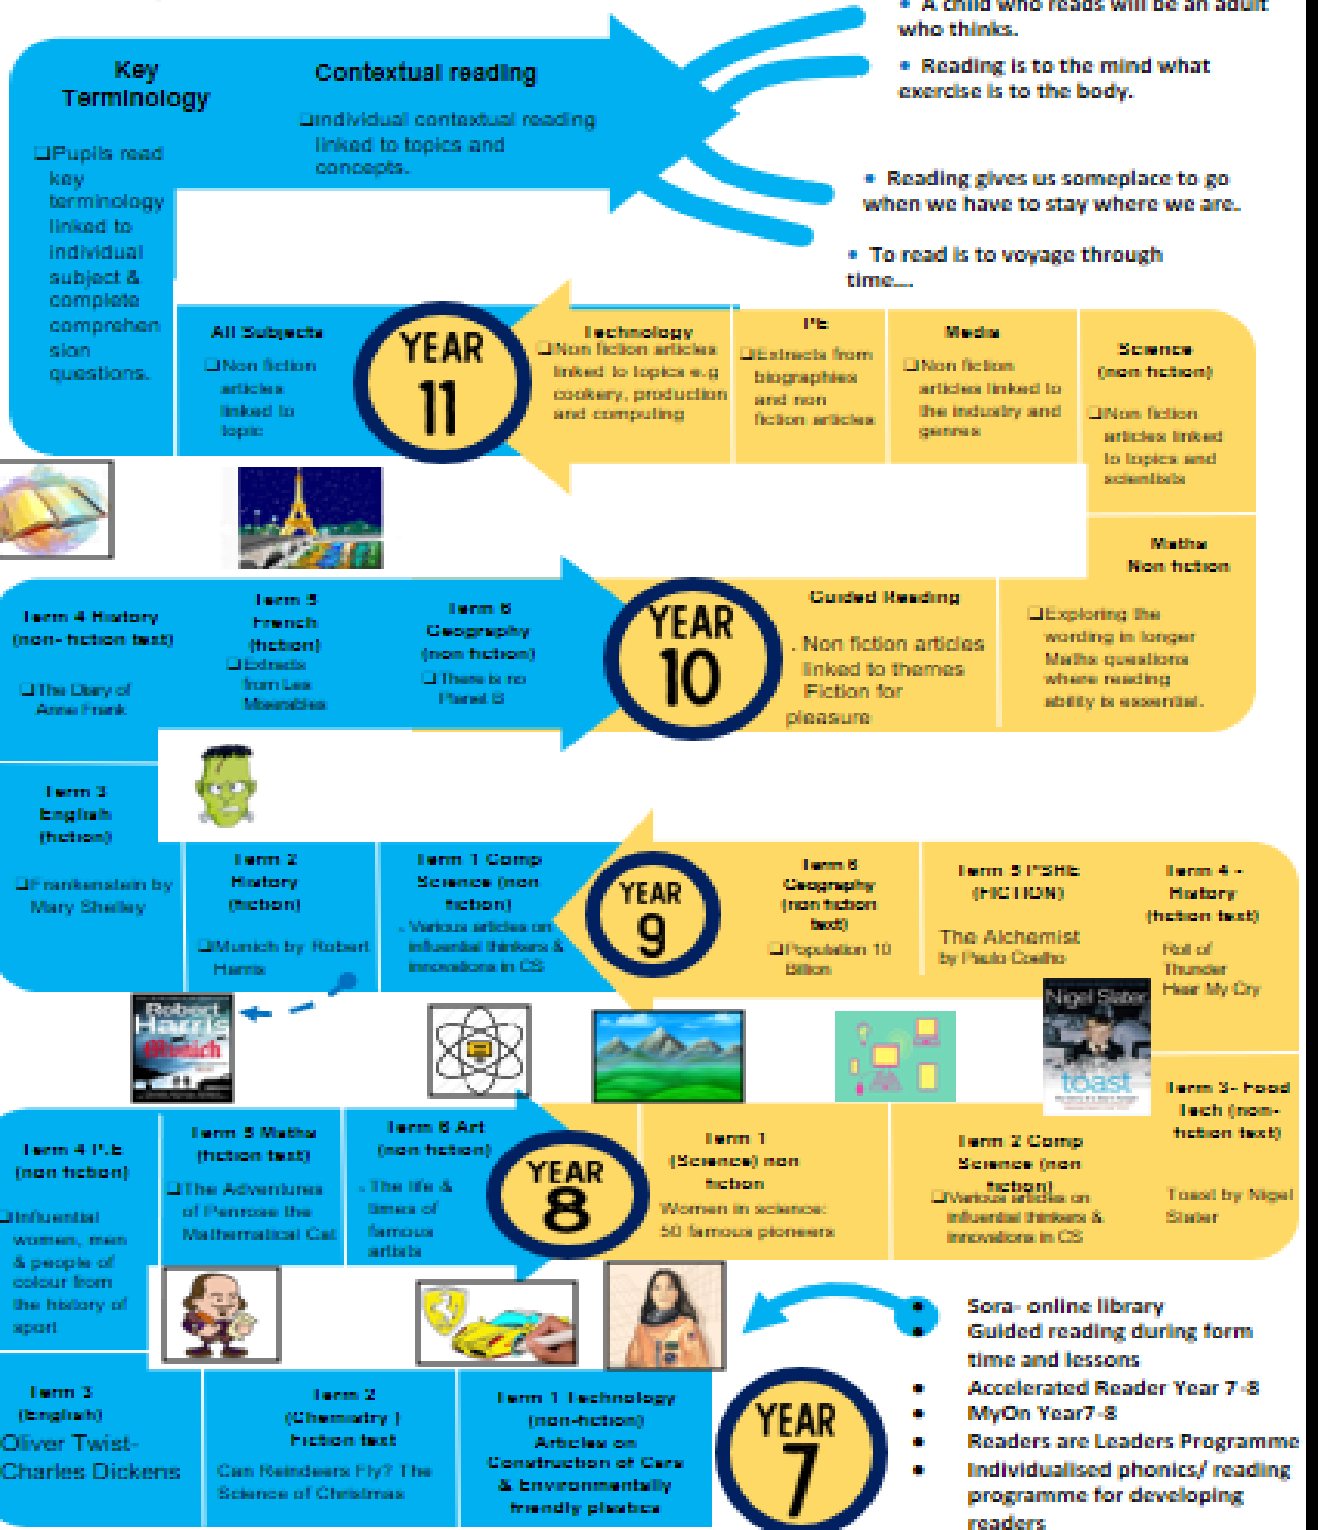 A child who reads will be an adult
who thinks.
Reading is to the mind what
exercise is to the body.
Reading gives us someplace to go
when we have to stay where we are.
To read is to voyage through
time....
Key
Terminology
Pupils read
key
terminology
linked to
individual
subject &
complete
comprehen
sion
questions.
Contextual reading
Individual contextual reading
linked to topics and
concepts.
All Subjects
Non fiction
articles
linked to
topic
YEAR
11
Technology
Non fiction articles
linked to topics e.g
cookery, production
and computing
PE
Extracts from
biographies
and non
fiction articles
Media
Non fiction
articles linked to
the industry and
genres
Science
(non fiction)
Non fiction
articles linked
to topics and
scientists
Maths
Non fiction
Exploring the
wording in longer
Maths questions
where reading
ability is essential.
Guided Reading
. Non fiction articles
linked to themes
Fiction for
pleasure
YEAR
10
Term 6
Geography
(non fiction)
There is no
Planet B
Term 5
French
(fiction)
Extracts
from Les
Miserables
Term 4 History
(non- fiction text)
The Diary of
Anne Frank
Term 3
English
(fiction)
Frankenstein by
Mary Shelley
Term 2
History
(fiction)
Munich by Robert
Harris
Term 1 Comp
Science (non
fiction)
. Various articles on
influential thinkers &
innovations in CS
YEAR
9
Term 6
Geography
(non fiction
text)
Population 10
Billion
Term 5 PSHE
(FICTION)
The Alchemist
by Paulo Coelho
Term 4 -
History
(fiction text)
Roll of
Thunder
Hear My Cry
Robert
Harris
Munich
Nigel Slater
toast
Term 3- Food
Tech (non-
fiction text)
Toast by Nigel
Slater
Term 2 Comp
Science (non
fiction)
Various articles on
influential thinkers &
innovations in CS
Term 1
(Science) non
fiction
Women in science:
50 famous pioneers
YEAR
8
Term 6 Art
(non fiction)
. The life &
times of
famous
artists
Term 5 Maths
(fiction text)
The Adventures
of Penrose the
Mathematical Cat
Term 4 P.E
(non fiction)
Influential
women, men
& people of
colour from
the history of
sport
Term 3
(English)
Oliver Twist-
Charles Dickens
Term 2
(Chemistry )
Fiction text
Can Reindeers Fly? The
Science of Christmas
Term 1 Technology
(non-fiction)
Articles on
Construction of Cars
& Environmentally
friendly plastics
YEAR
7
Sora- online library
Guided reading during form
time and lessons
Accelerated Reader Year 7-8
MyOn Year7-8
Readers are Leaders Programme
Individualised phonics/ reading
programme for developing
readers